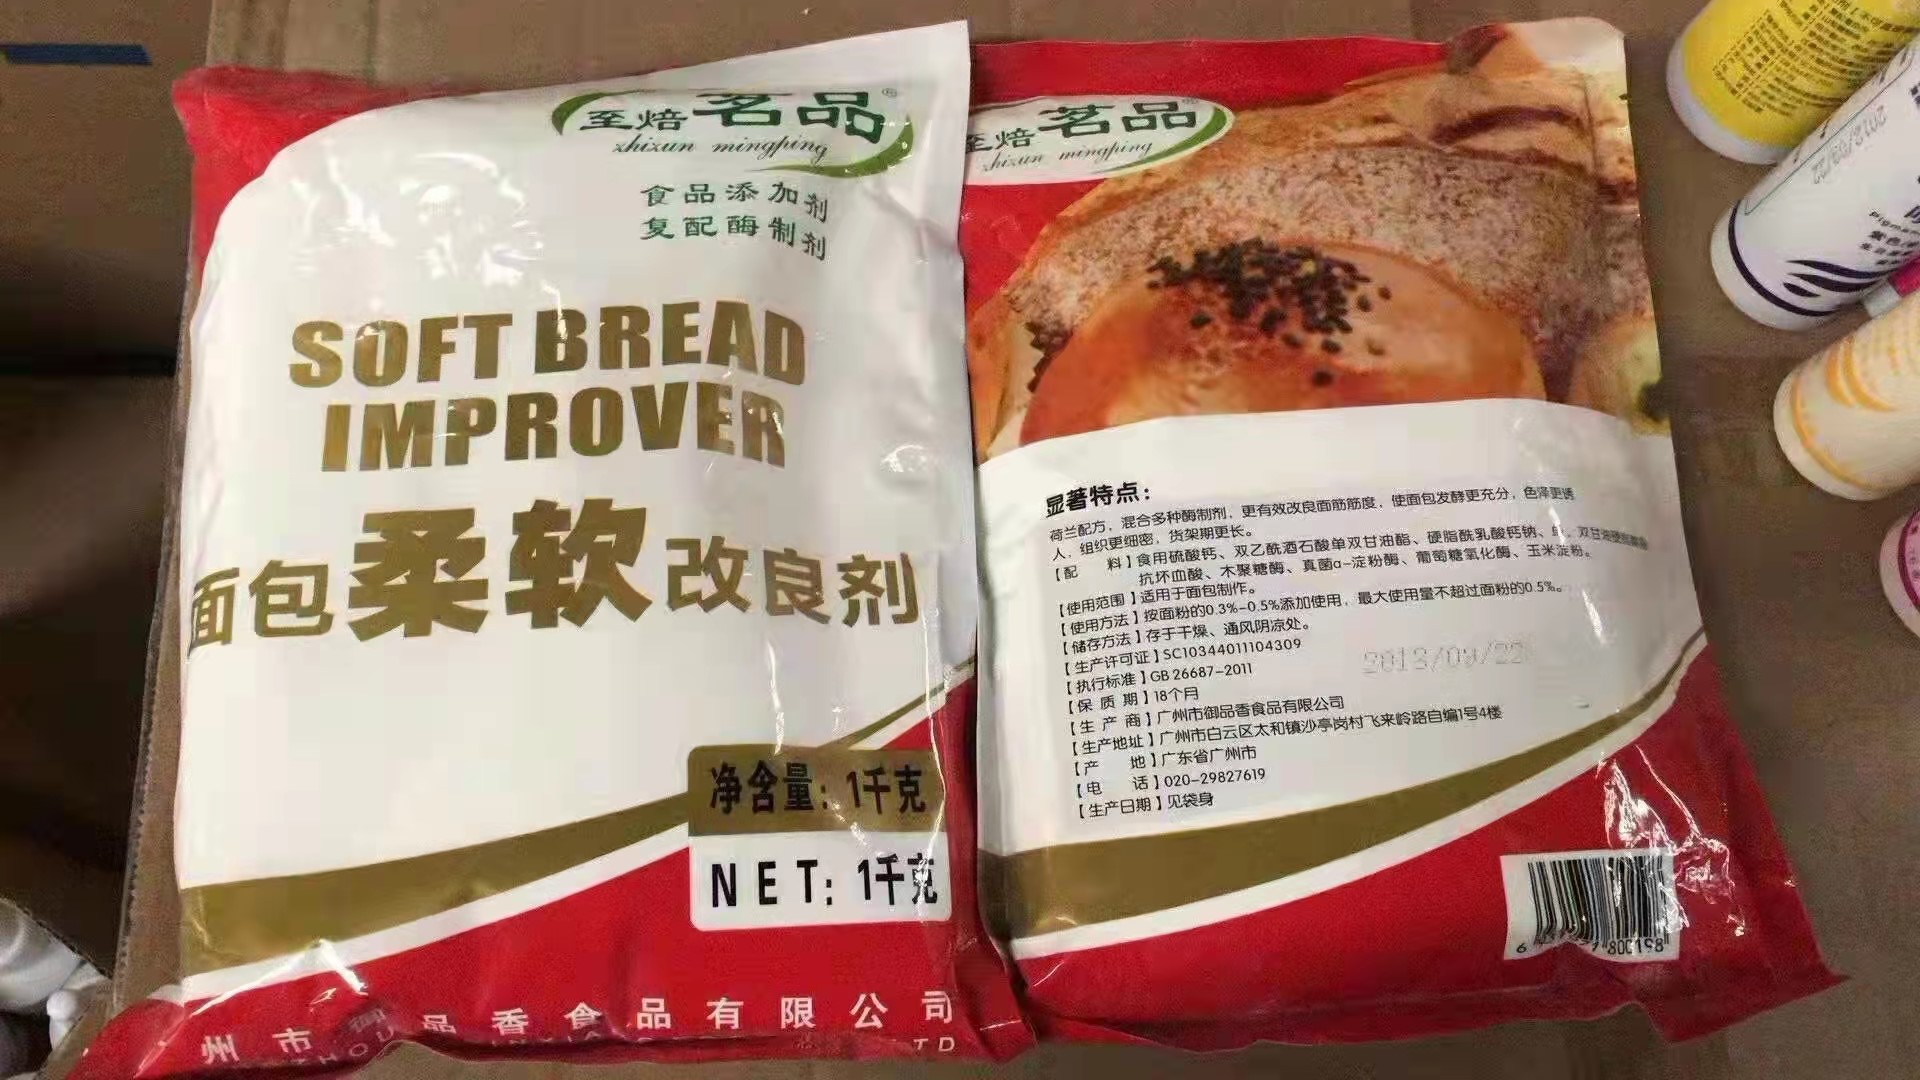 至焙茗品®
zhizun mingping
食品添加剂
复配酶制剂
SOFT BREAD
IMPROVER
面包柔软改良剂
净含量：1千克
NET：1千克
州市 品香食品有限公司
至焙茗品
zhizun mingping
显著特点：
荷兰配方，混合多种酶制剂，更有效改良面筋筋度，使面包发酵更充分，色泽更诱
人，组织更细密，货架期更长。
【配 料】食用硫酸钙、双乙酰酒石酸单双甘油酯、硬脂酰乳酸钙钠、单，双甘油
抗坏血酸、木聚糖酶、真菌α-淀粉酶、葡萄糖氧化酶、玉米淀粉。
【使用范围】适用于面包制作。
【使用方法】按面粉的0.3%-0.5%添加使用，最大使用量不超过面粉的0.5%。
【储存方法】存于干燥、通风阴凉处。
【生产许可证】SC10344011104309
【执行标准】GB 26687-2011
【保 质 期】18个月
【生 产 商】广州市御品香食品有限公司
【生产地址】广州市白云区太和镇沙亭岗村飞来岭路自编1号4楼
【产 地】广东省广州市
【电 话】020-29827619
【生产日期】见袋身